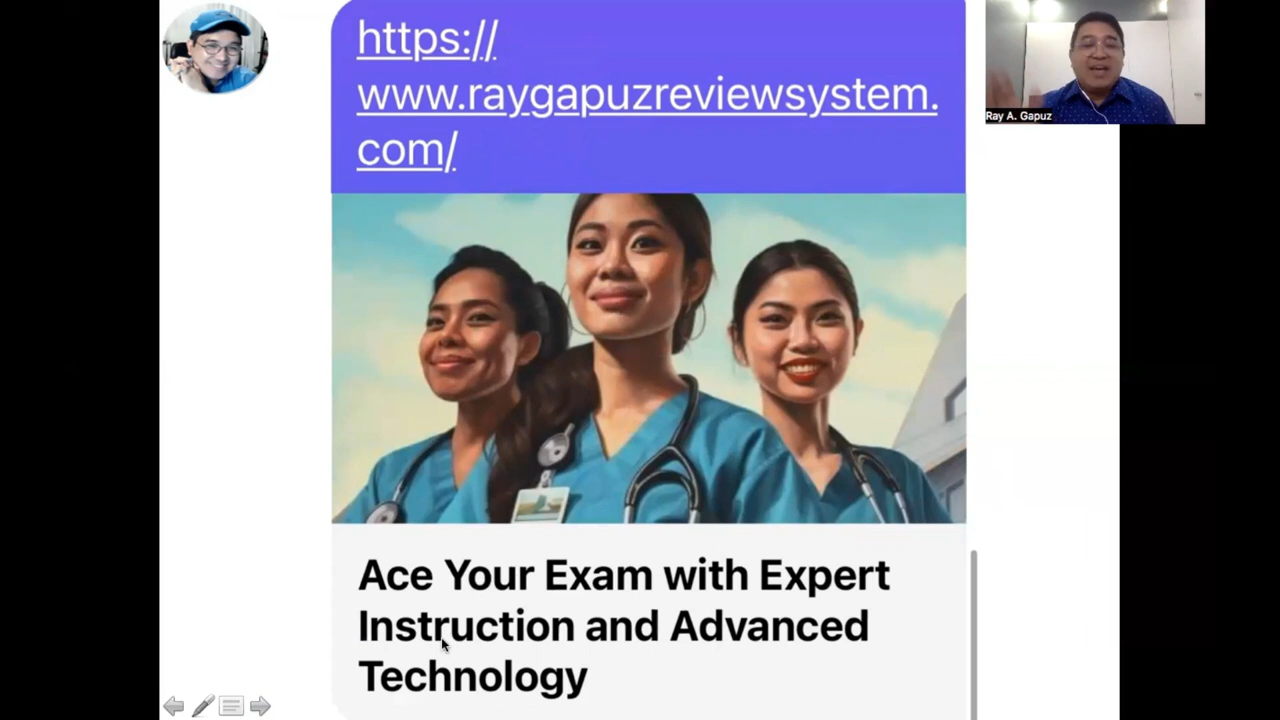 https://
www.raygapuzreviewsystem.
com/
Ray A. Gapuz
Ace Your Exam with Expert
Instruction and Advanced
Technology